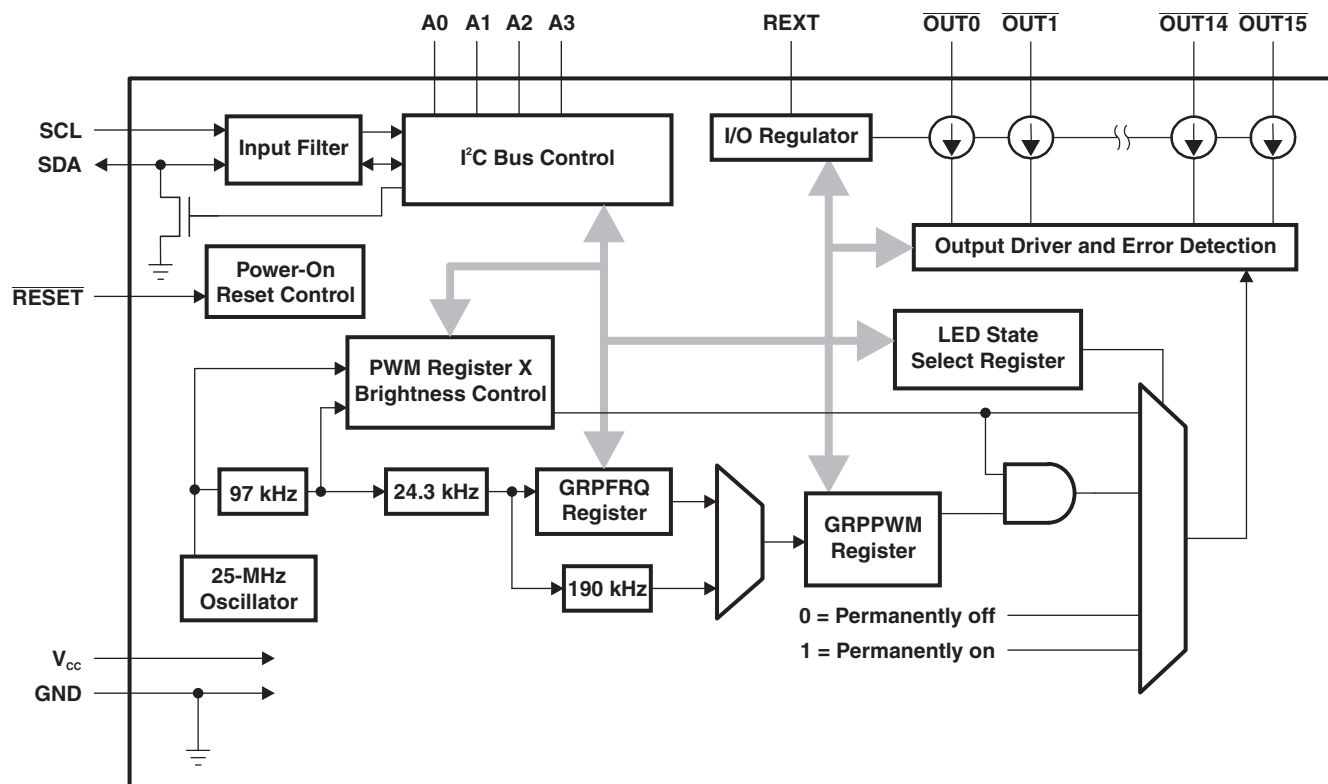 A0 A1 A2 A3 REXT OUT0 OUT1 OUT14 OUT15
SCL
SDA
Input Filter
I²C Bus Control
I/O Regulator
Output Driver and Error Detection
Power-On
Reset Control
RESET
LED State
Select Register
PWM Register X
Brightness Control
97 kHz
24.3 kHz
GRPFRQ
Register
GRPPWM
Register
190 kHz
25-MHz
Oscillator
0 = Permanently off
1 = Permanently on
VCC
GND